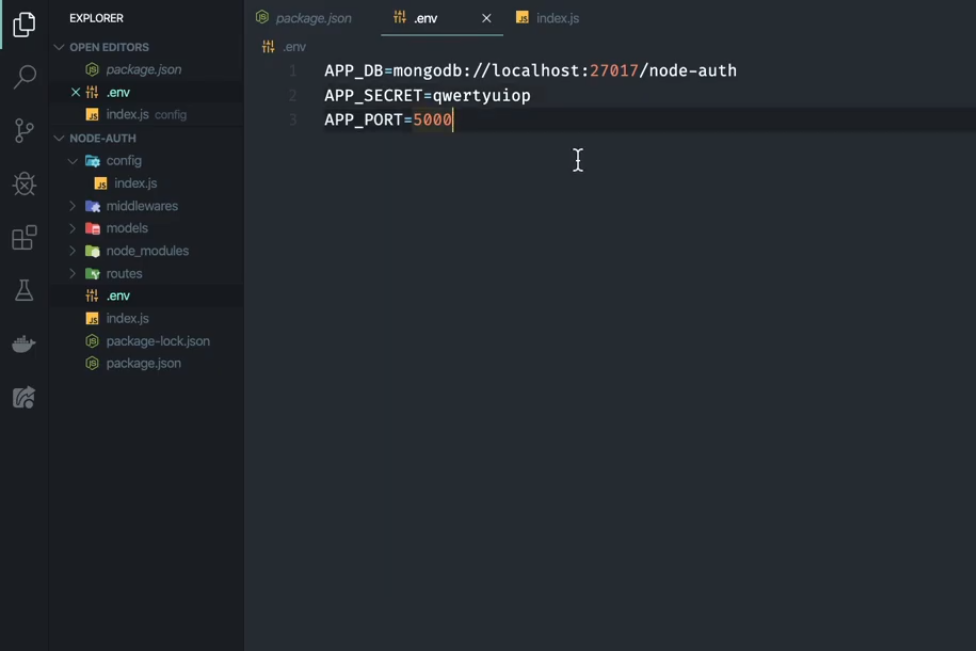 EXPLORER
OPEN EDITORS
package.json
.env
index.js config
NODE-AUTH
config
index.js
middlewares
models
node_modules
routes
.env
index.js
package-lock.json
package.json
package.json
.env
index.js
.env
1 APP_DB=mongodb://localhost:27017/node-auth
2 APP_SECRET=qwertyuiop
3 APP_PORT=5000